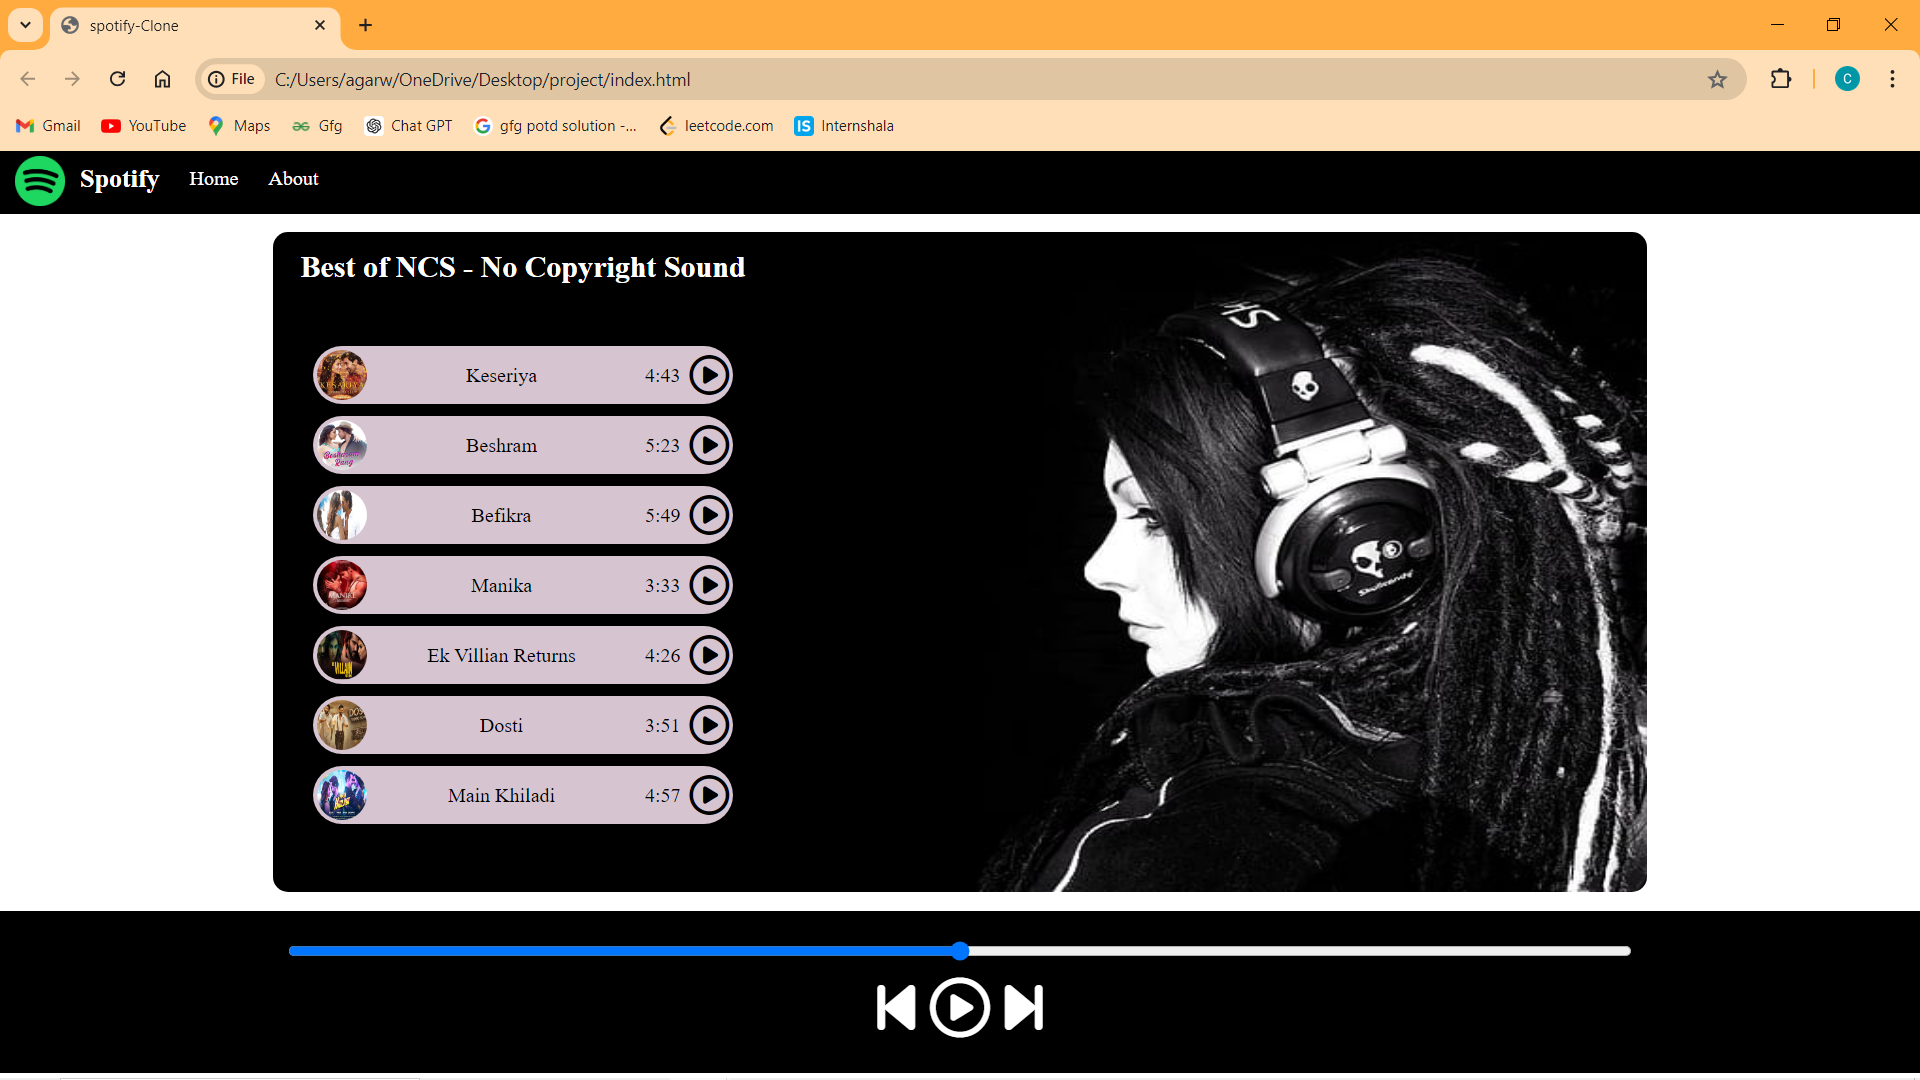 spotify-Clone
File C:/Users/agarw/OneDrive/Desktop/project/index.html C
Gmail YouTube Maps Gfg Chat GPT gfg potd solution -... leetcode.com IS Internshala
Spotify Home About
Best of NCS - No Copyright Sound
Keseriya 4:43
Beshram 5:23
Befikra 5:49
Manika 3:33
Ek Villian Returns 4:26
Dosti 3:51
Main Khiladi 4:57
Skullcandy